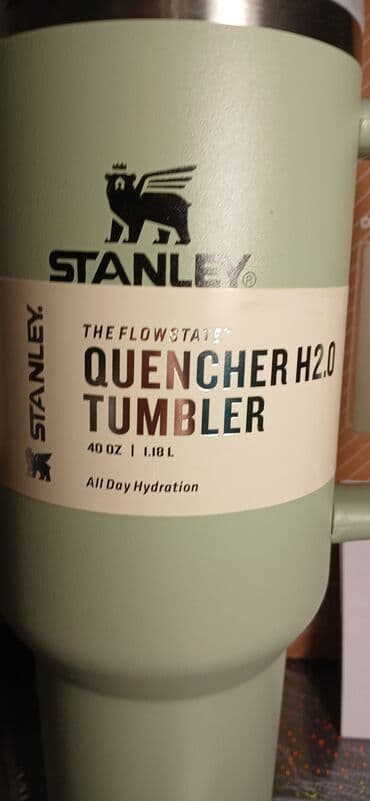 STANLEY®
STANLEY.
THE FLOWSTATE™
QUENCHER H2.0
TUMBLER
40 OZ | 1.18 L
All Day Hydration